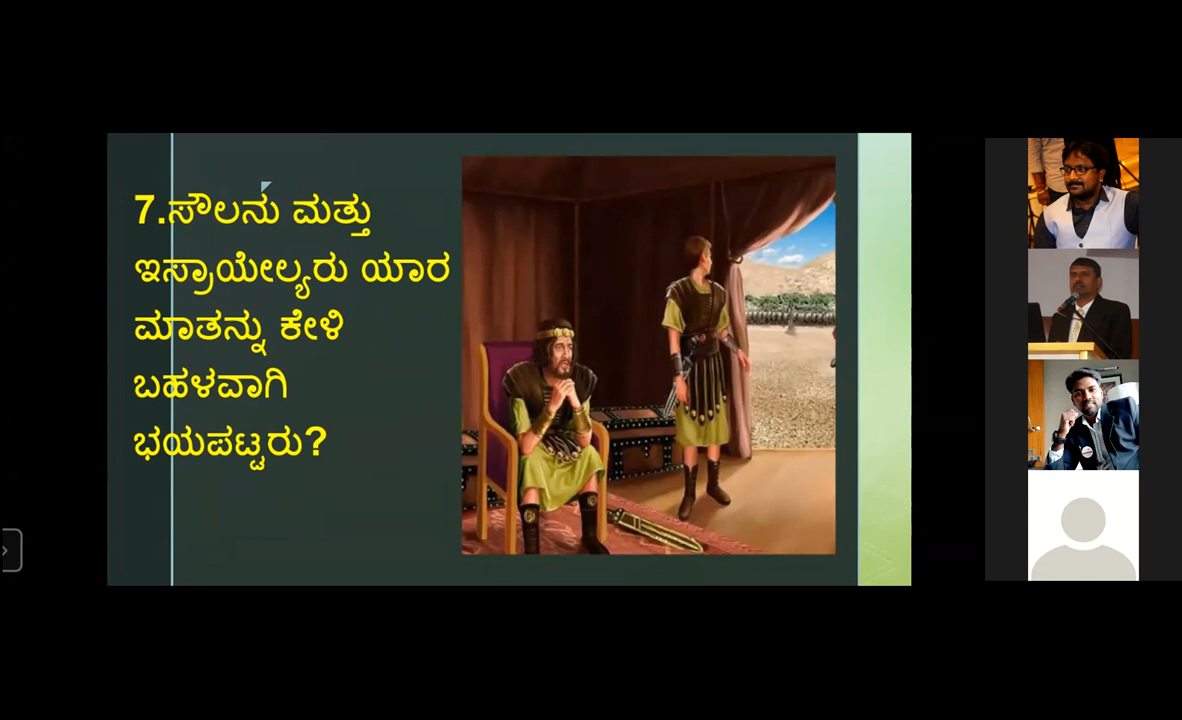 7.ಸೌಲನು ಮತ್ತು
ಇಸ್ರಾಯೇಲ್ಯರು ಯಾರ
ಮಾತನ್ನು ಕೇಳಿ
ಬಹಳವಾಗಿ
ಭಯಪಟ್ಟರು?